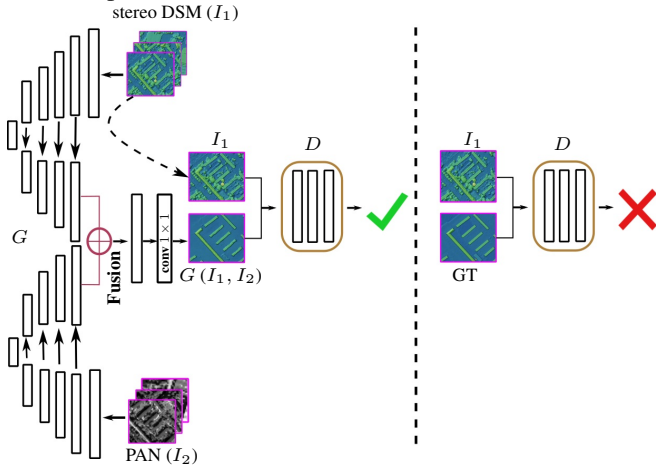 stereo DSM (I₁)
I₁
D
I₁
D
G
Fusion
conv 1 × 1
G (I₁, I₂)
GT
PAN (I₂)